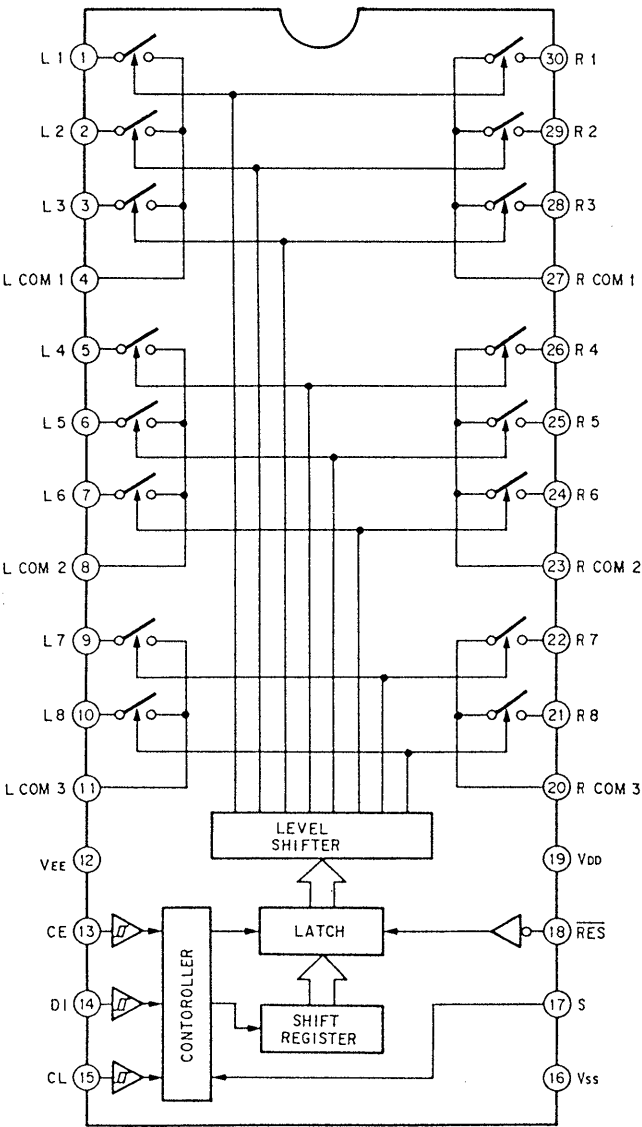 L 1 1 30 R 1
L 2 2 29 R 2
L 3 3 28 R 3
L COM 1 4 27 R COM 1
L 4 5 26 R 4
L 5 6 25 R 5
L 6 7 24 R 6
L COM 2 8 23 R COM 2
L 7 9 22 R 7
L 8 10 21 R 8
L COM 3 11 20 R COM 3
LEVEL
SHIFTER
VEE 12 19 VDD
CE 13 LATCH 18 RES
CONTOROLLER
DI 14 17 S
SHIFT
REGISTER
CL 15 16 VSS